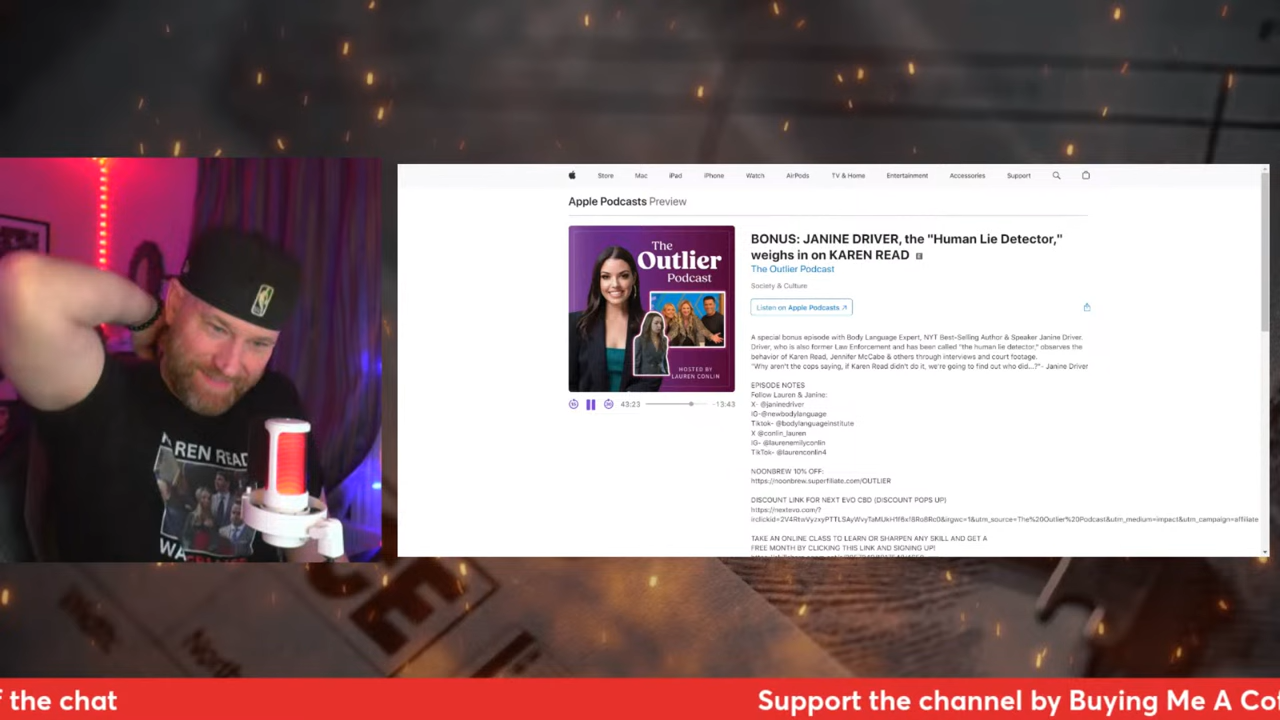 Store Mac iPad iPhone Watch AirPods TV & Home Entertainment Accessories Support
Apple Podcasts Preview
The
Outlier
Podcast
HOSTED BY
LAUREN CONLIN
43:23
-13:43
BONUS: JANINE DRIVER, the "Human Lie Detector,"
weighs in on KAREN READ E
The Outlier Podcast
Society & Culture
Listen on Apple Podcasts ↗
A special bonus episode with Body Language Expert, NYT Best-Selling Author & Speaker Janine Driver.
Driver, who is also former Law Enforcement and has been called "the human lie detector," observes the
behavior of Karen Read, Jennifer McCabe & others through interviews and court footage.
"Why aren't the cops saying, if Karen Read didn't do it, we're going to find out who did...?"- Janine Driver
EPISODE NOTES
Follow Lauren & Janine:
X- @janinedriver
IG-@newbodylanguage
Tiktok- @bodylanguageinstitute
X @conlin_lauren
IG- @laurenemilyconlin
TikTok- @laurenconlin4
NOONBREW 10% OFF:
https://noonbrew.superfiliate.com/OUTLIER
DISCOUNT LINK FOR NEXT EVO CBD (DISCOUNT POPS UP)
https://nextevo.com/?
TAKE AN ONLINE CLASS TO LEARN OR SHARPEN ANY SKILL AND GET A
FREE MONTH BY CLICKING THIS LINK AND SIGNING UP!
AREN READ
WA
CE
North
f the chat
Support the channel by Buying Me A Cof